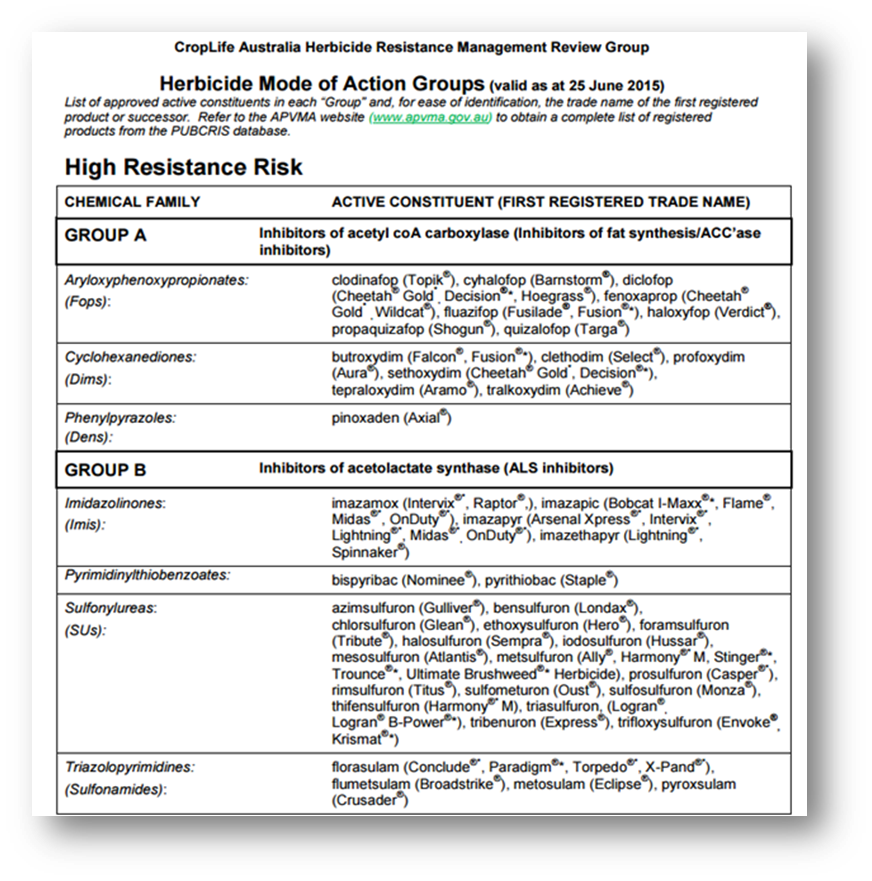 CropLife Australia Herbicide Resistance Management Review Group
Herbicide Mode of Action Groups (valid as at 25 June 2015)
List of approved active constituents in each “Group” and, for ease of identification, the trade name of the first registered
product or successor.  Refer to the APVMA website (www.apvma.gov.au) to obtain a complete list of registered
products from the PUBCRIS database.
High Resistance Risk
CHEMICAL FAMILY ACTIVE CONSTITUENT (FIRST REGISTERED TRADE NAME)
GROUP A Inhibitors of acetyl coA carboxylase (Inhibitors of fat synthesis/ACC’ase
inhibitors)
Aryloxyphenoxypropionates:
(Fops):
clodinafop (Topik®), cyhalofop (Barnstorm®), diclofop
(Cheetah® Gold*, Decision®*, Hoegrass®), fenoxaprop (Cheetah®
Gold*, Wildcat®), fluazifop (Fusilade®, Fusion®*), haloxyfop (Verdict®),
propaquizafop (Shogun®), quizalofop (Targa®)
Cyclohexanediones:
(Dims):
butroxydim (Falcon®, Fusion®*), clethodim (Select®), profoxydim
(Aura®), sethoxydim (Cheetah® Gold*, Decision®*),
tepraloxydim (Aramo®), tralkoxydim (Achieve®)
Phenylpyrazoles:
(Dens):
pinoxaden (Axial®)
GROUP B Inhibitors of acetolactate synthase (ALS inhibitors)
Imidazolinones:
(Imis):
imazamox (Intervix®*, Raptor®,), imazapic (Bobcat I-Maxx®*, Flame®,
Midas®*, OnDuty®*), imazapyr (Arsenal Xpress®*, Intervix®*,
Lightning®*, Midas®*, OnDuty®*), imazethapyr (Lightning®*,
Spinnaker®)
Pyrimidinylthiobenzoates:
bispyribac (Nominee®), pyrithiobac (Staple®)
Sulfonylureas:
(SUs):
azimsulfuron (Gulliver®), bensulfuron (Londax®),
chlorsulfuron (Glean®), ethoxysulfuron (Hero®), foramsulfuron
(Tribute®), halosulfuron (Sempra®), iodosulfuron (Hussar®),
mesosulfuron (Atlantis®), metsulfuron (Ally®, Harmony®* M, Stinger®*,
Trounce®*, Ultimate Brushweed®* Herbicide), prosulfuron (Casper®*),
rimsulfuron (Titus®), sulfometuron (Oust®), sulfosulfuron (Monza®),
thifensulfuron (Harmony®* M), triasulfuron, (Logran®,
Logran® B-Power®*), tribenuron (Express®), trifloxysulfuron (Envoke®,
Krismat®*)
Triazolopyrimidines:
(Sulfonamides):
florasulam (Conclude®*, Paradigm®*, Torpedo®*, X-Pand®*),
flumetsulam (Broadstrike®), metosulam (Eclipse®), pyroxsulam
(Crusader®)